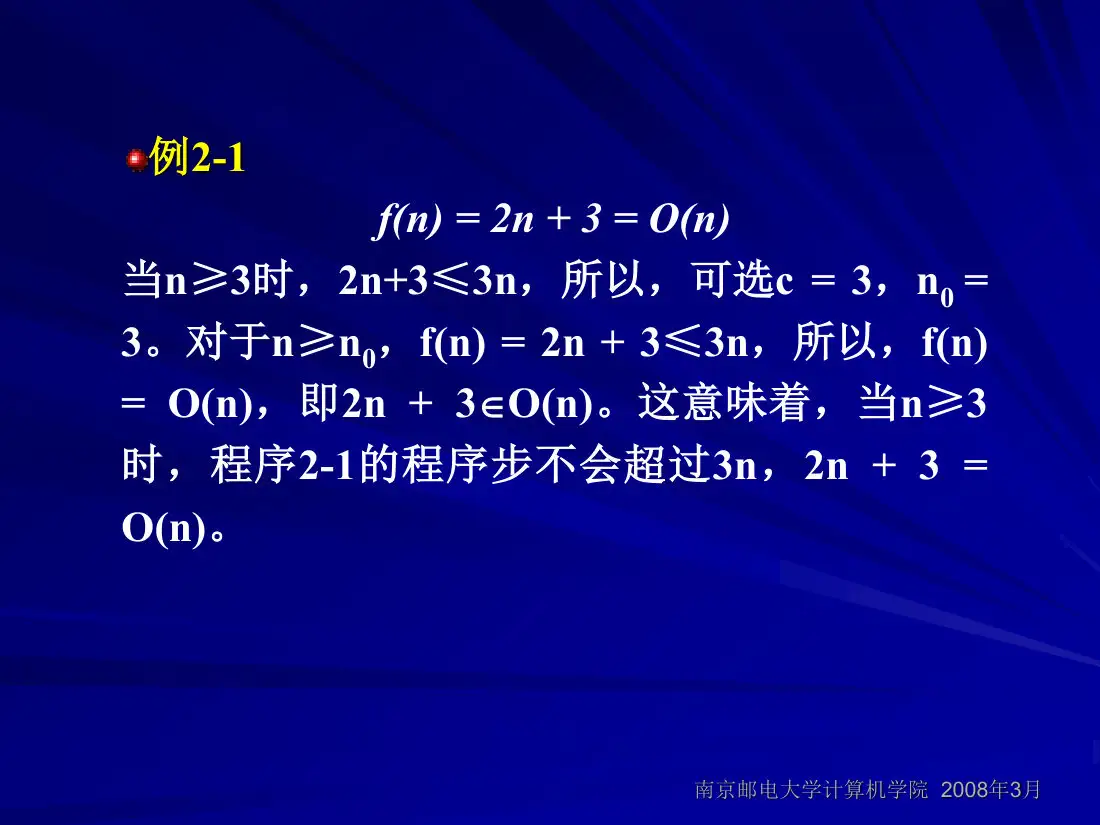 例2-1
f(n) = 2n + 3 = O(n)
当n≥3时，2n+3≤3n，所以，可选c = 3，n₀ =
3。对于n≥n₀，f(n) = 2n + 3≤3n，所以，f(n)
= O(n)，即2n + 3∈O(n)。这意味着，当n≥3
时，程序2-1的程序步不会超过3n，2n + 3 =
O(n)。
南京邮电大学计算机学院 2008年3月